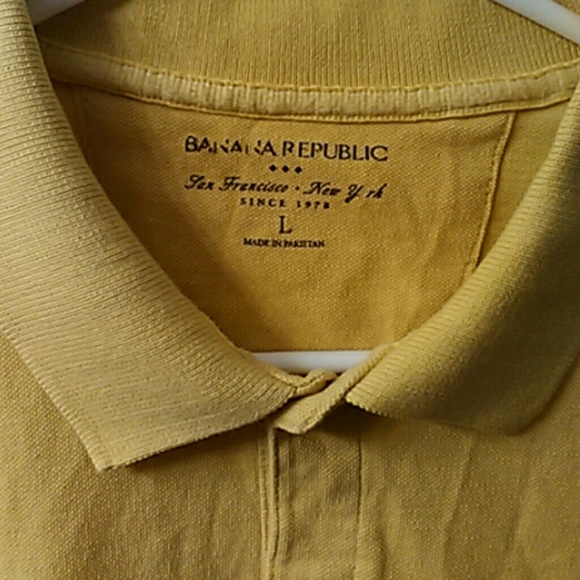 BANANA REPUBLIC
San Francisco · New York
SINCE 1978
L
MADE IN PAKISTAN